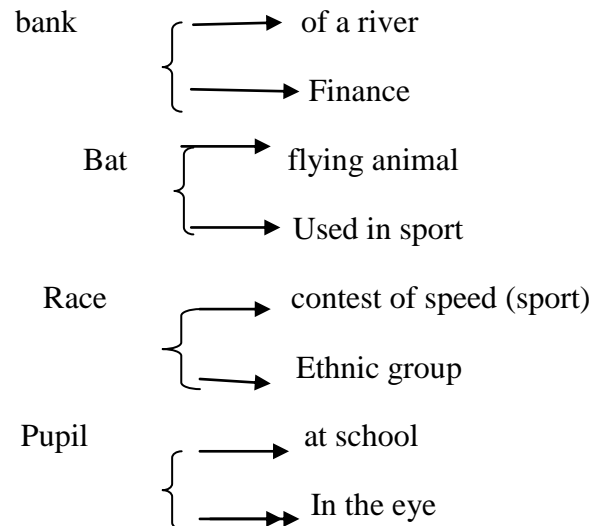 bank of a river
Finance
Bat flying animal
Used in sport
Race contest of speed (sport)
Ethnic group
Pupil at school
In the eye